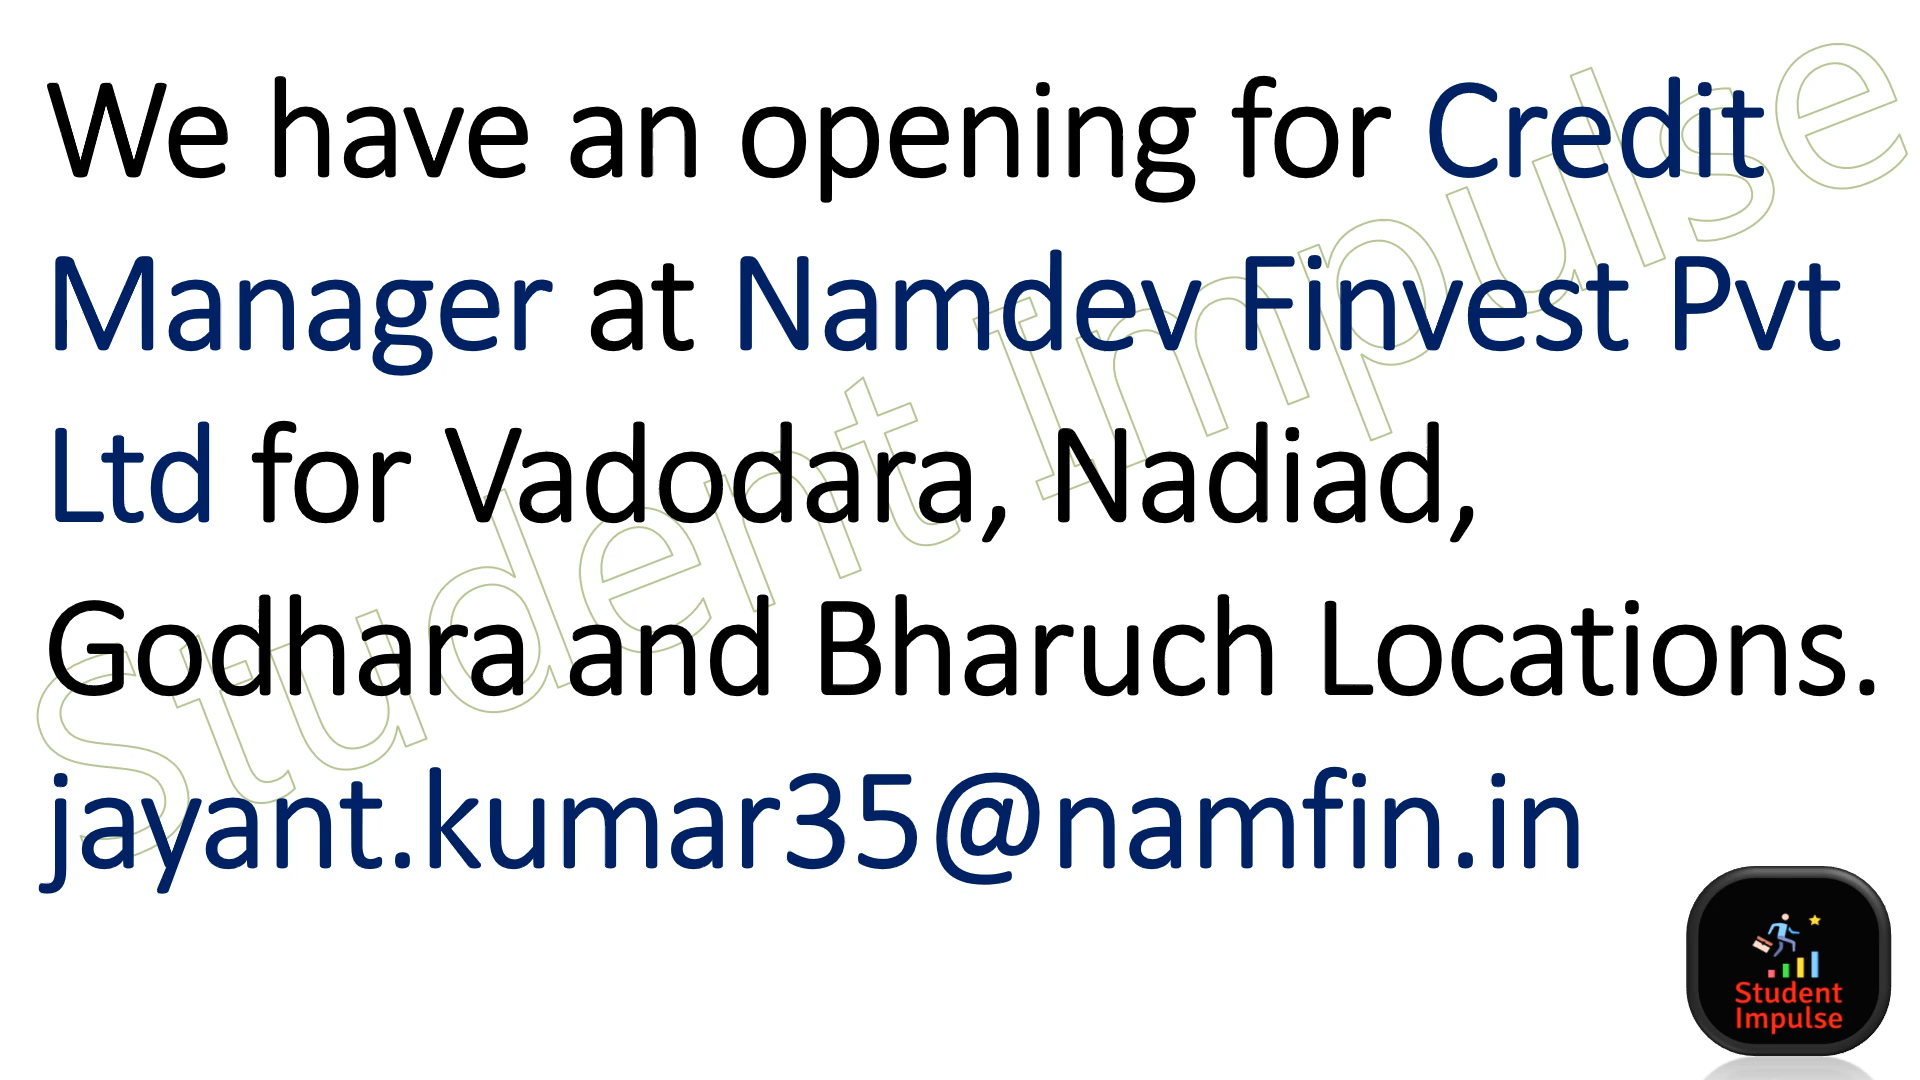 We have an opening for Credit
Manager at Namdev Finvest Pvt
Ltd for Vadodara, Nadiad,
Godhara and Bharuch Locations.
jayant.kumar35@namfin.in
Student Impulse
Student
Impulse